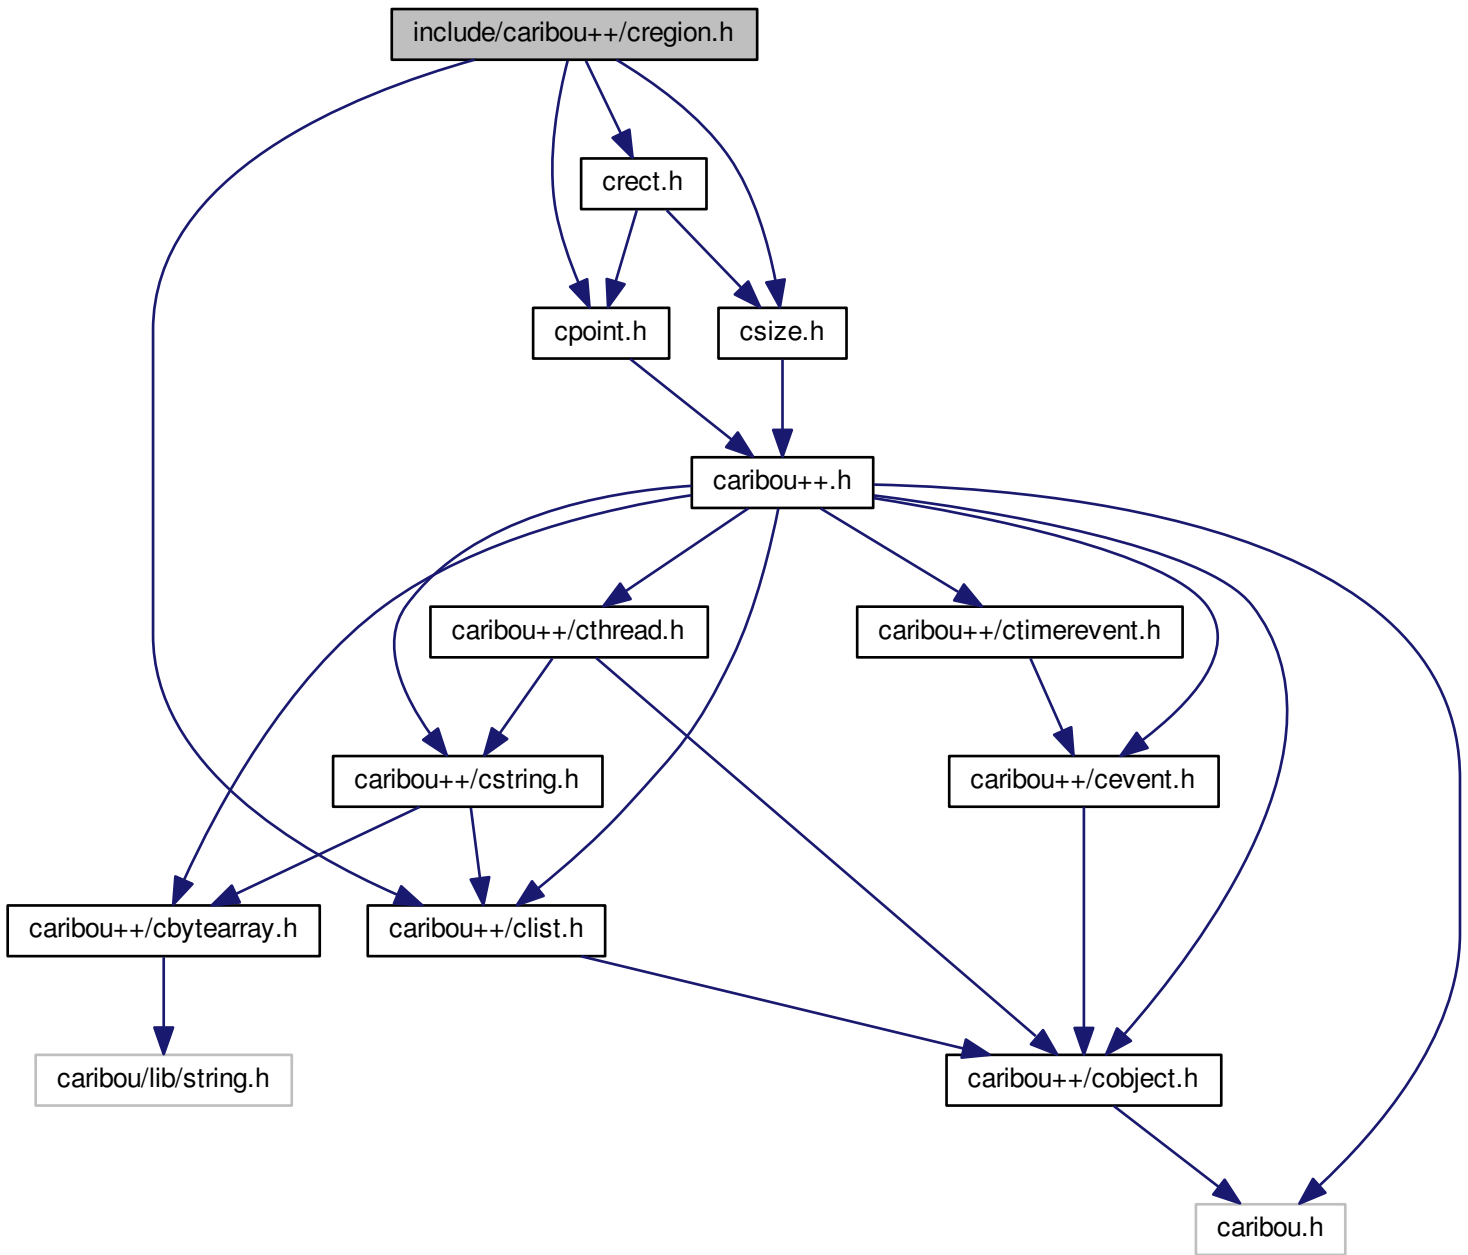 include/caribou++/cregion.h
crect.h
cpoint.h
csize.h
caribou++.h
caribou++/cthread.h
caribou++/ctimerevent.h
caribou++/cstring.h
caribou++/cevent.h
caribou++/cbytearray.h
caribou++/clist.h
caribou/lib/string.h
caribou++/cobject.h
caribou.h